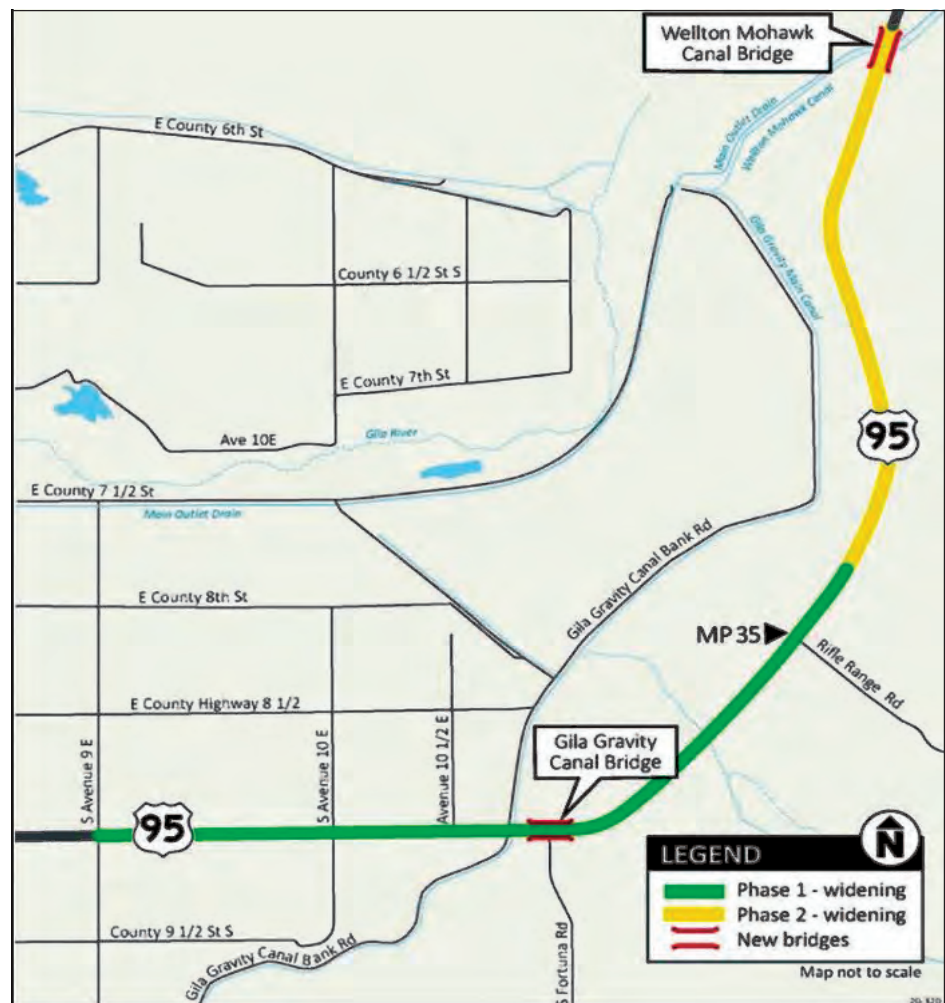 Wellton Mohawk
Canal Bridge
E County 6th St
Main Outlet Drain
Wellton Mohawk Canal
Gila Gravity Main Canal
County 6 1/2 St S
E County 7th St
95
Ave 10E
Gila River
E County 7 1/2 St
Main Outlet Drain
Gila Gravity Canal Bank Rd
E County 8th St
MP 35
Rifle Range Rd
E County Highway 8 1/2
S Avenue 9 E
S Avenue 10 E
Avenue 10 1/2 E
Gila Gravity
Canal Bridge
95
N
LEGEND
Phase 1 - widening
Phase 2 - widening
New bridges
County 9 1/2 St S
Gila Gravity Canal Bank Rd
S Fortuna Rd
Map not to scale